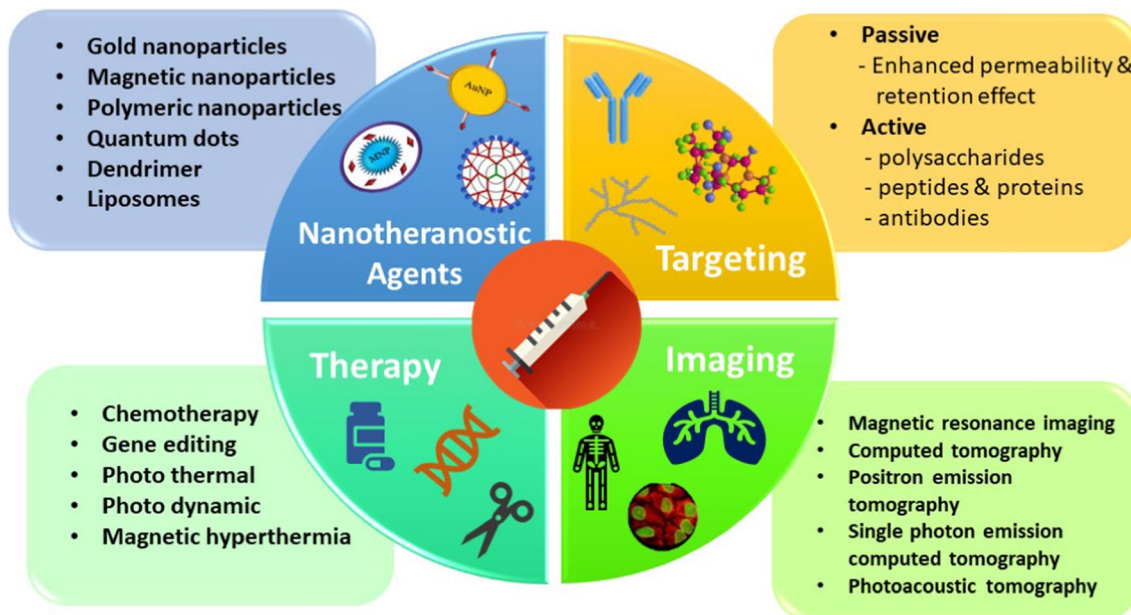 • Gold nanoparticles
• Magnetic nanoparticles
• Polymeric nanoparticles
• Quantum dots
• Dendrimer
• Liposomes
AuNP
MNP
Nanotheranostic
Agents
Targeting
• Passive
- Enhanced permeability &
retention effect
• Active
- polysaccharides
- peptides & proteins
- antibodies
Therapy
Imaging
• Chemotherapy
• Gene editing
• Photo thermal
• Photo dynamic
• Magnetic hyperthermia
• Magnetic resonance imaging
• Computed tomography
• Positron emission
tomography
• Single photon emission
computed tomography
• Photoacoustic tomography